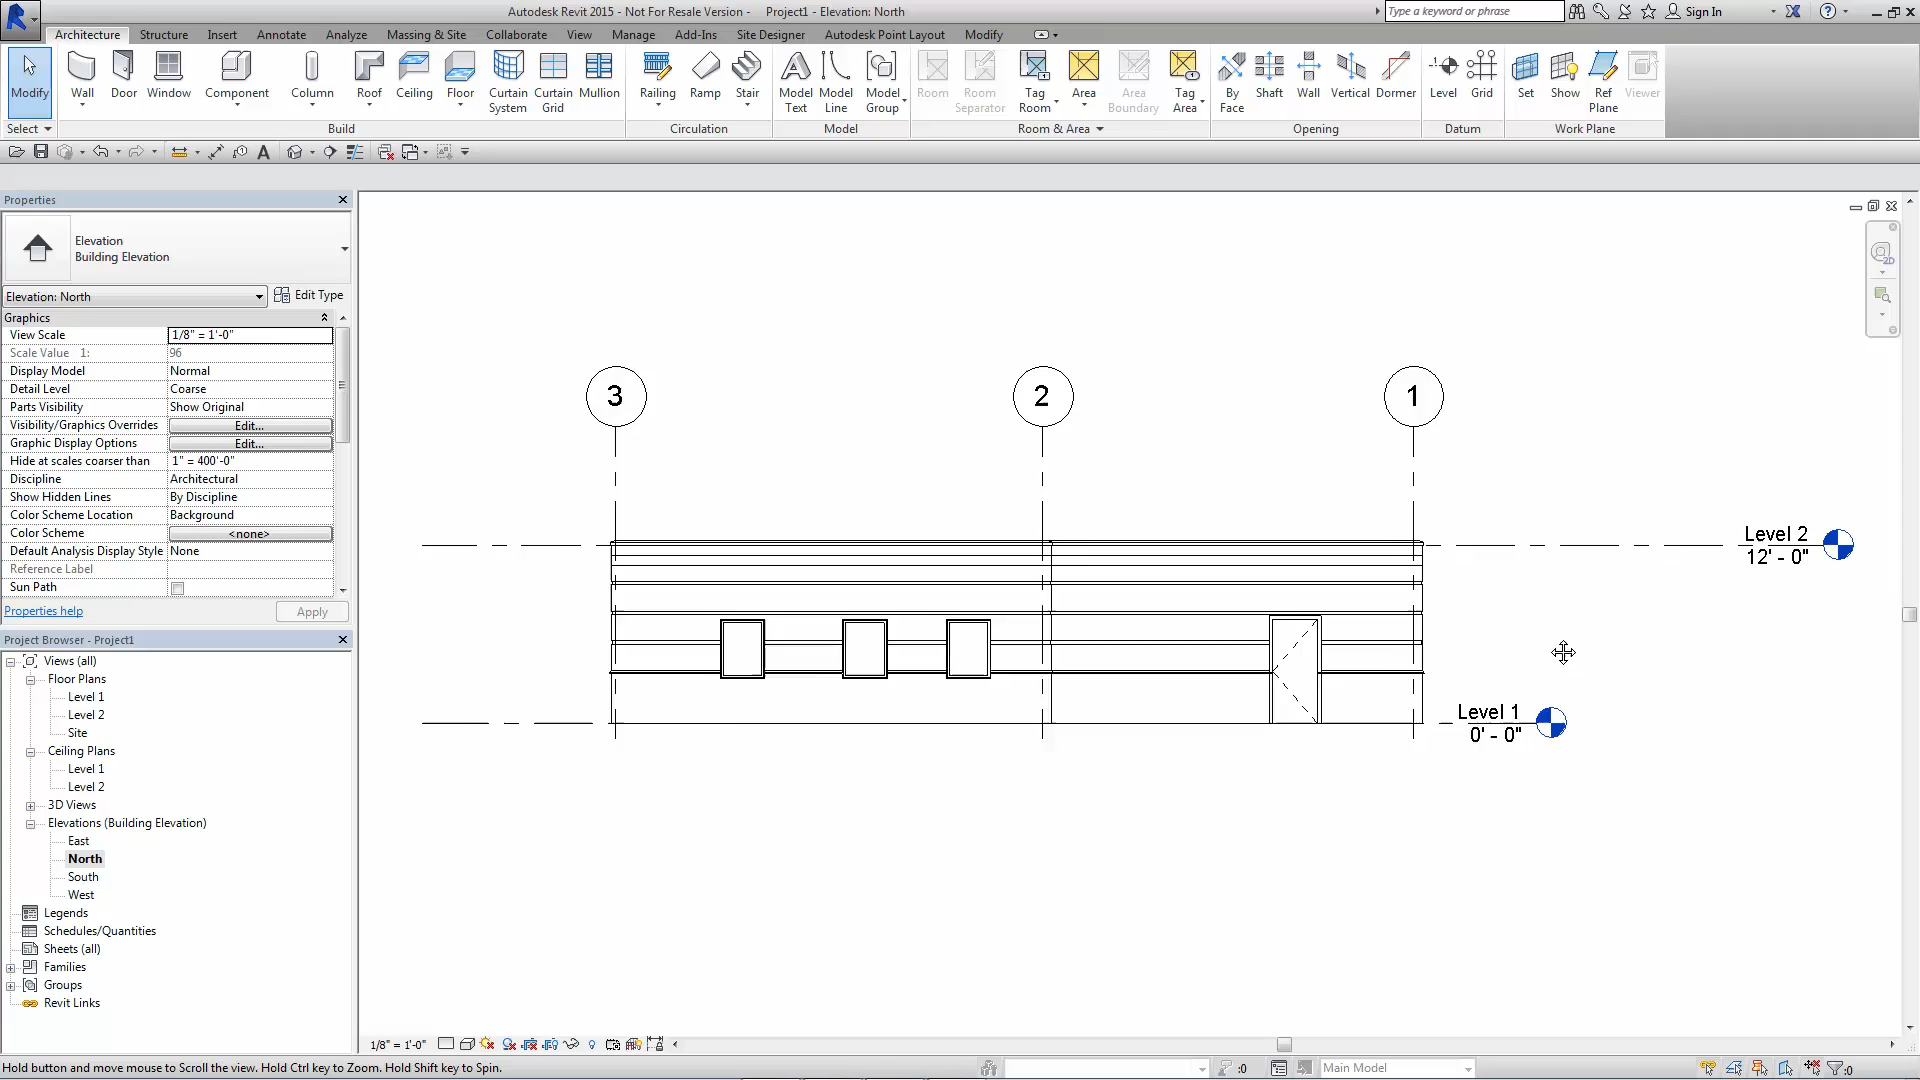 Autodesk Revit 2015 - Not For Resale Version - Project1 - Elevation: North
Type a keyword or phrase
Sign In
Architecture Structure Insert Annotate Analyze Massing & Site Collaborate View Manage Add-Ins Site Designer Autodesk Point Layout Modify
Modify Wall Door Window Component Column Roof Ceiling Floor Curtain System Curtain Grid Mullion Railing Ramp Stair Model Text Model Line Model Group Room Room Separator Tag Room Area Area Boundary Tag Area By Face Shaft Wall Vertical Dormer Level Grid Set Show Ref Plane Viewer
Select Build Circulation Model Room & Area Opening Datum Work Plane
Properties
Elevation
Building Elevation
Elevation: North Edit Type
Graphics
View Scale 1/8" = 1'-0"
Scale Value 1: 96
Display Model Normal
Detail Level Coarse
Parts Visibility Show Original
Visibility/Graphics Overrides Edit...
Graphic Display Options Edit...
Hide at scales coarser than 1" = 400'-0"
Discipline Architectural
Show Hidden Lines By Discipline
Color Scheme Location Background
Color Scheme <none>
Default Analysis Display Style None
Reference Label
Sun Path
Properties help Apply
Project Browser - Project1
Views (all)
Floor Plans
Level 1
Level 2
Site
Ceiling Plans
Level 1
Level 2
3D Views
Elevations (Building Elevation)
East
North
South
West
Legends
Schedules/Quantities
Sheets (all)
Families
Groups
Revit Links
3 2 1
Level 2
12' - 0"
Level 1
0' - 0"
2D
1/8" = 1'-0"
Hold button and move mouse to Scroll the view. Hold Ctrl key to Zoom. Hold Shift key to Spin.
:0
Main Model
:0